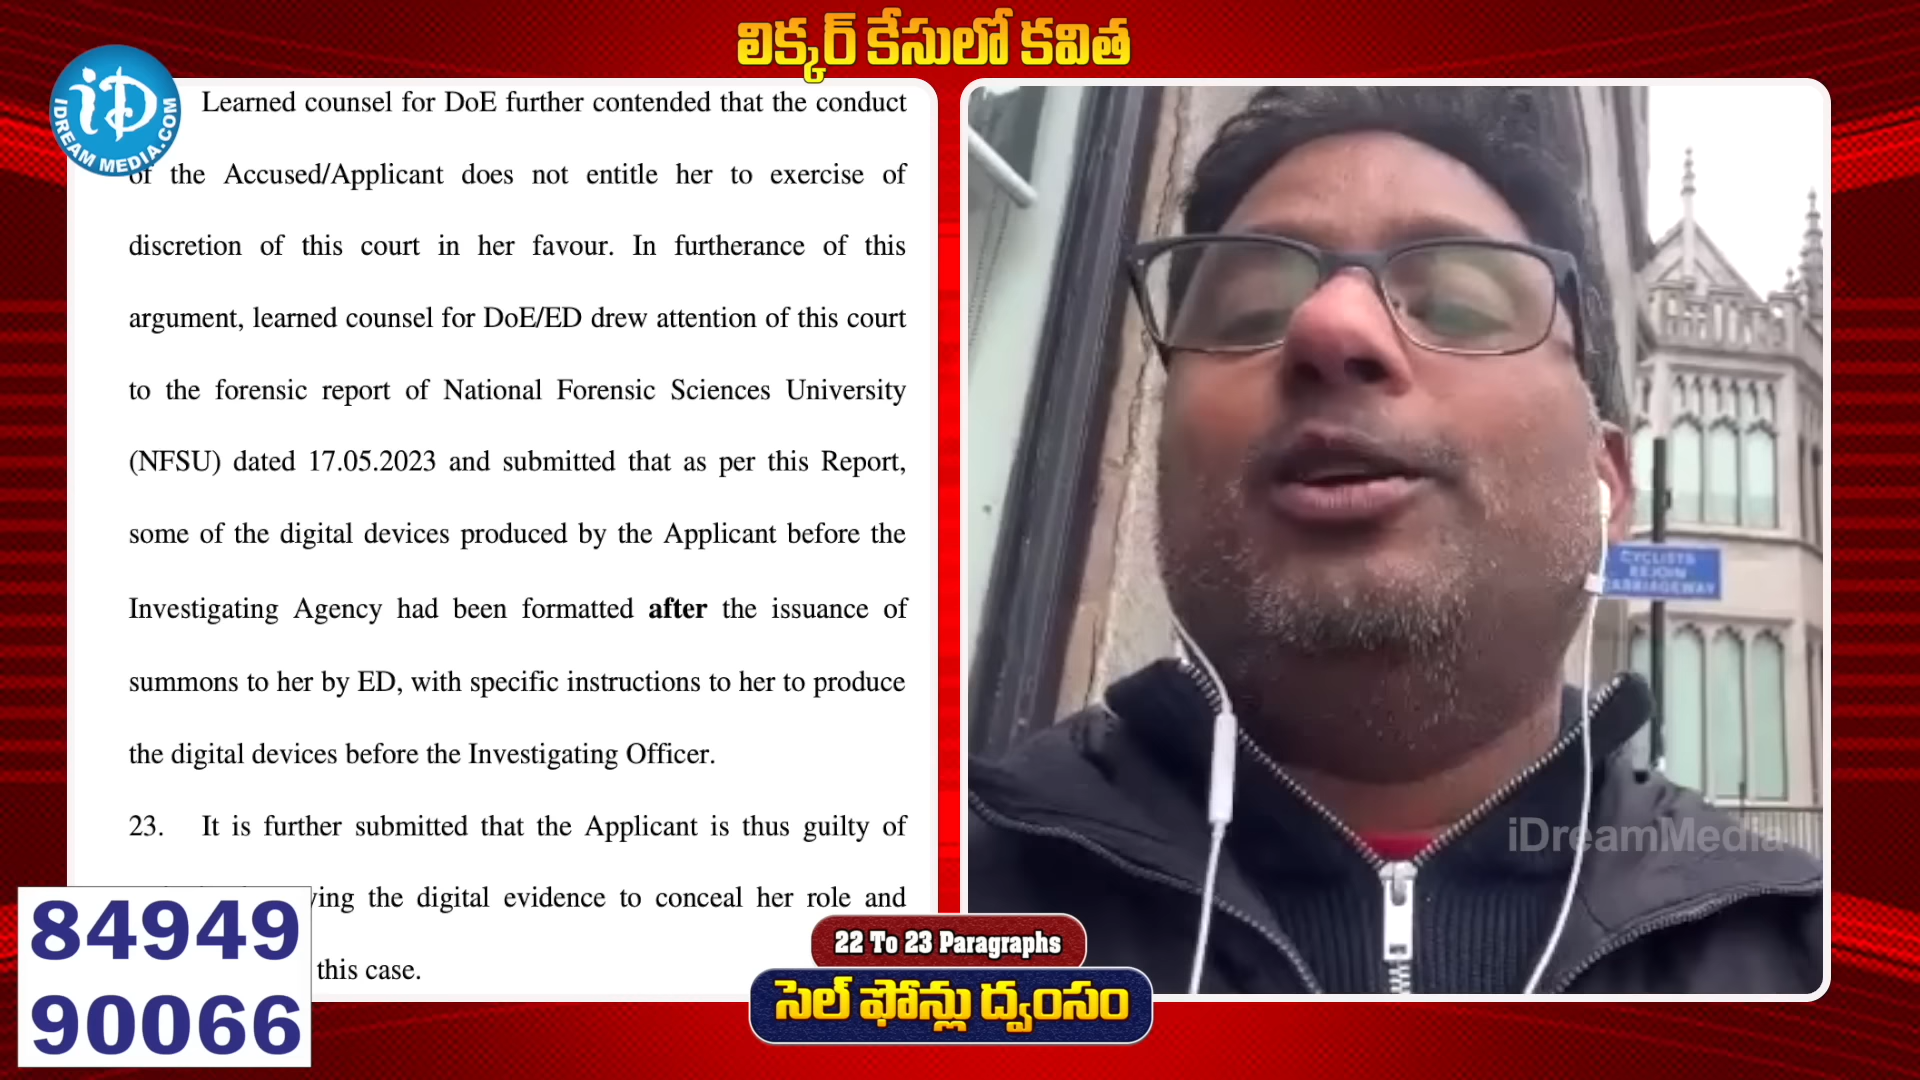 లిక్కర్ కేసులో కవిత
iD
IDREAM MEDIA.COM
Learned counsel for DoE further contended that the conduct
of the Accused/Applicant does not entitle her to exercise of
discretion of this court in her favour. In furtherance of this
argument, learned counsel for DoE/ED drew attention of this court
to the forensic report of National Forensic Sciences University
(NFSU) dated 17.05.2023 and submitted that as per this Report,
some of the digital devices produced by the Applicant before the
Investigating Agency had been formatted after the issuance of
summons to her by ED, with specific instructions to her to produce
the digital devices before the Investigating Officer.
23. It is further submitted that the Applicant is thus guilty of
the digital evidence to conceal her role and
this case.
84949
90066
CYCLISTS
REJOIN
CARRIAGEWAY
iDreamMedia
22 To 23 Paragraphs
సెల్ ఫోన్లు ధ్వంసం